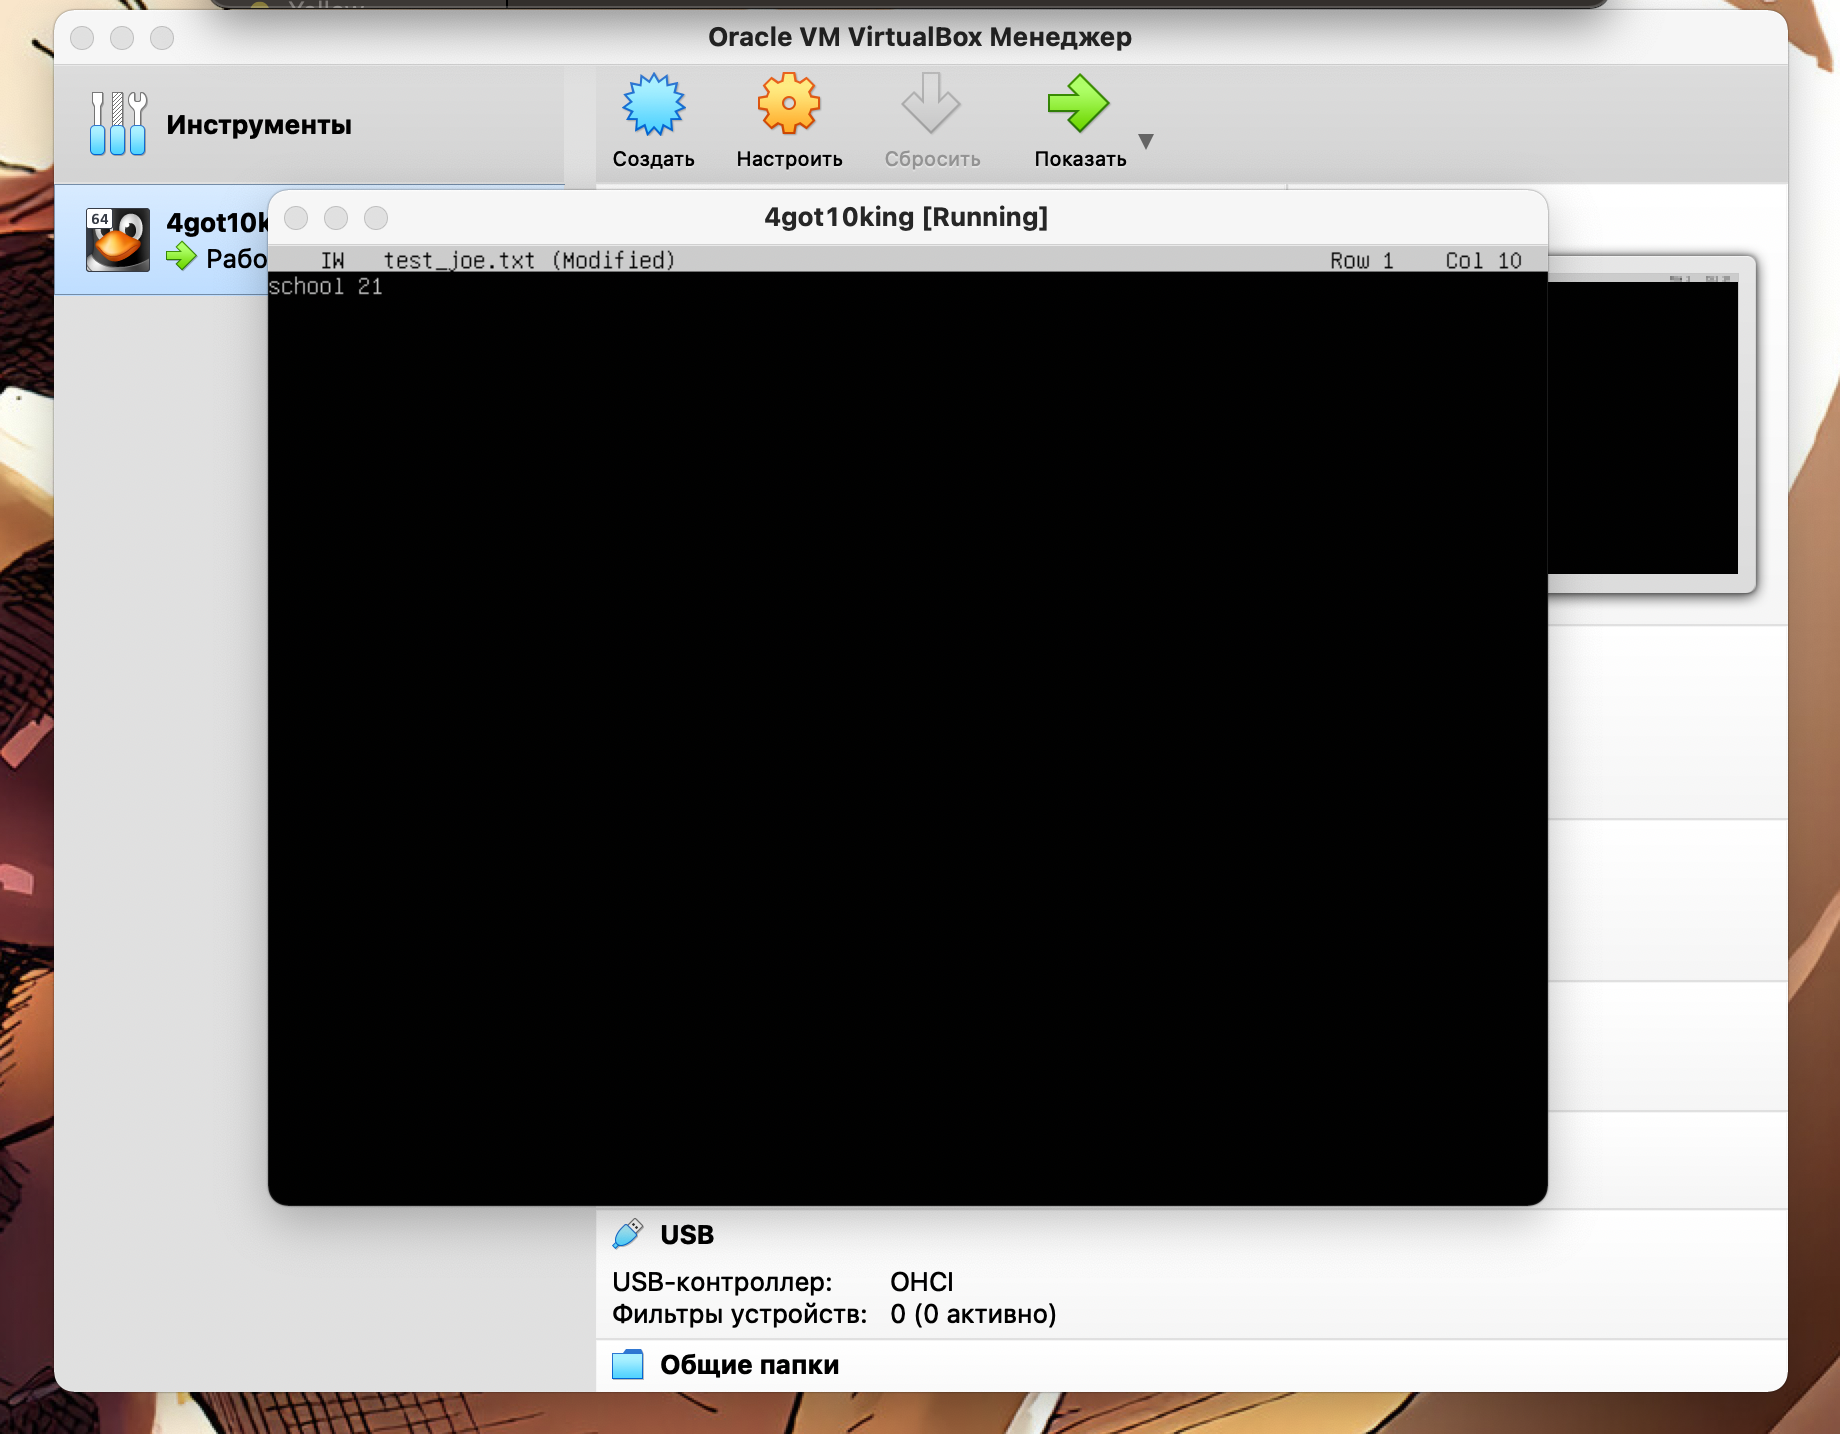 Oracle VM VirtualBox Менеджер
Инструменты
Создать
Настроить
Сбросить
Показать
64
4got10k
Рабо
4got10king [Running]
IW test_joe.txt (Modified) Row 1 Col 10
school 21
USB
USB-контроллер: OHCI
Фильтры устройств: 0 (0 активно)
Общие папки